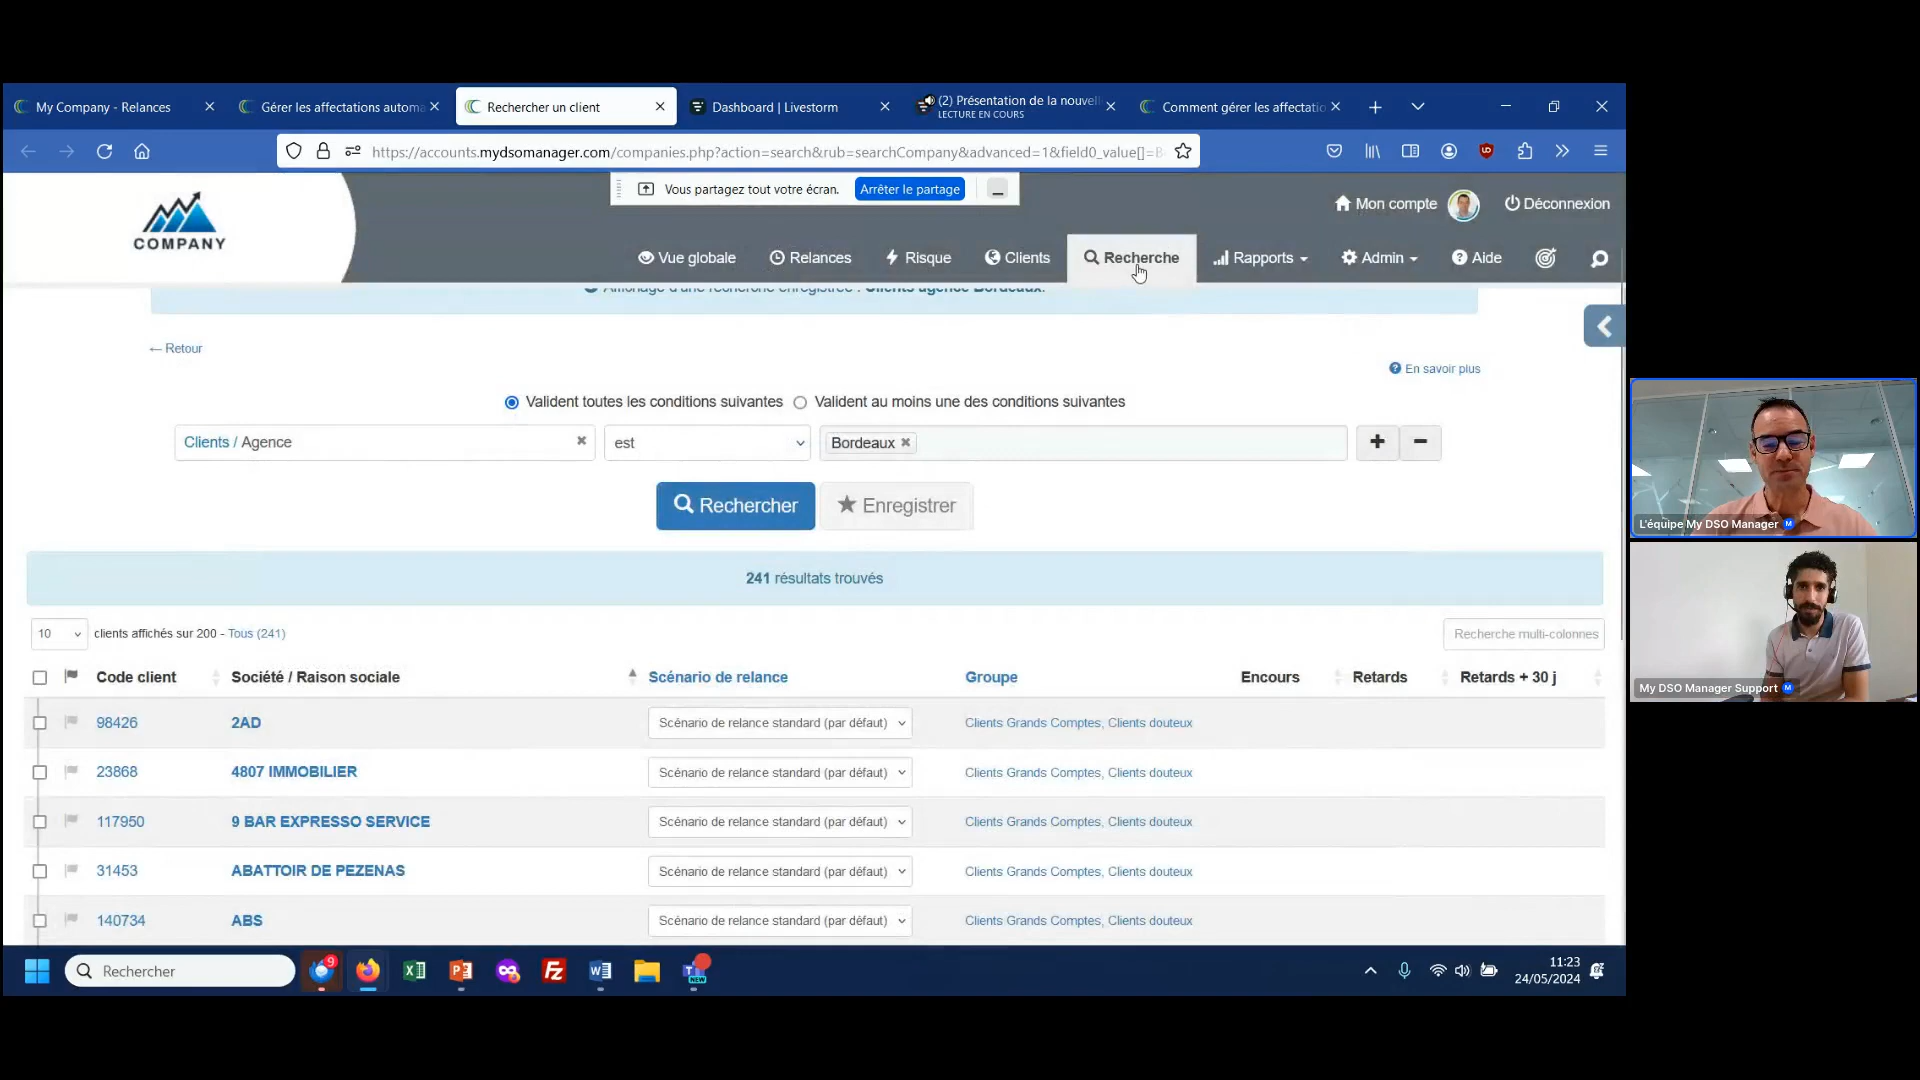 My Company - Relances
Gérer les affectations automa
Rechercher un client
Dashboard | Livestorm
(2) Présentation de la nouvell
LECTURE EN COURS
Comment gérer les affectatio
https://accounts.mydsomanager.com/companies.php?action=search&rub=searchCompany&advanced=1&field0_value[]=B
Vous partagez tout votre écran.
Arrêter le partage
Mon compte
Déconnexion
COMPANY
Vue globale
Relances
Risque
Clients
Recherche
Rapports
Admin
Aide
Affichage d'une recherche enregistrée : Clients agence Bordeaux.
← Retour
En savoir plus
Valident toutes les conditions suivantes
Valident au moins une des conditions suivantes
Clients / Agence
est
Bordeaux
Rechercher
Enregistrer
241 résultats trouvés
10
clients affichés sur 200 - Tous (241)
Recherche multi-colonnes
Code client
Société / Raison sociale
Scénario de relance
Groupe
Encours
Retards
Retards + 30 j
98426
2AD
Scénario de relance standard (par défaut)
Clients Grands Comptes, Clients douteux
23868
4807 IMMOBILIER
Scénario de relance standard (par défaut)
Clients Grands Comptes, Clients douteux
117950
9 BAR EXPRESSO SERVICE
Scénario de relance standard (par défaut)
Clients Grands Comptes, Clients douteux
31453
ABATTOIR DE PEZENAS
Scénario de relance standard (par défaut)
Clients Grands Comptes, Clients douteux
140734
ABS
Scénario de relance standard (par défaut)
Clients Grands Comptes, Clients douteux
Rechercher
9
NEW
11:23
24/05/2024
L'équipe My DSO Manager
My DSO Manager Support